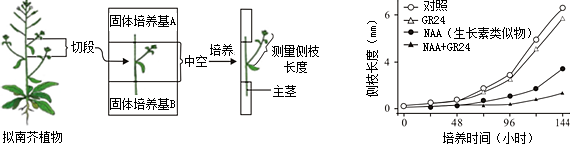 固体培养基A
切段
中空
培养
测量侧枝
长度
固体培养基B
主茎
拟南芥植物
对照
GR24
NAA（生长素类似物）
NAA+GR24
侧枝长度（mm）
6
4
2
0
0
48
96
144
培养时间（小时）